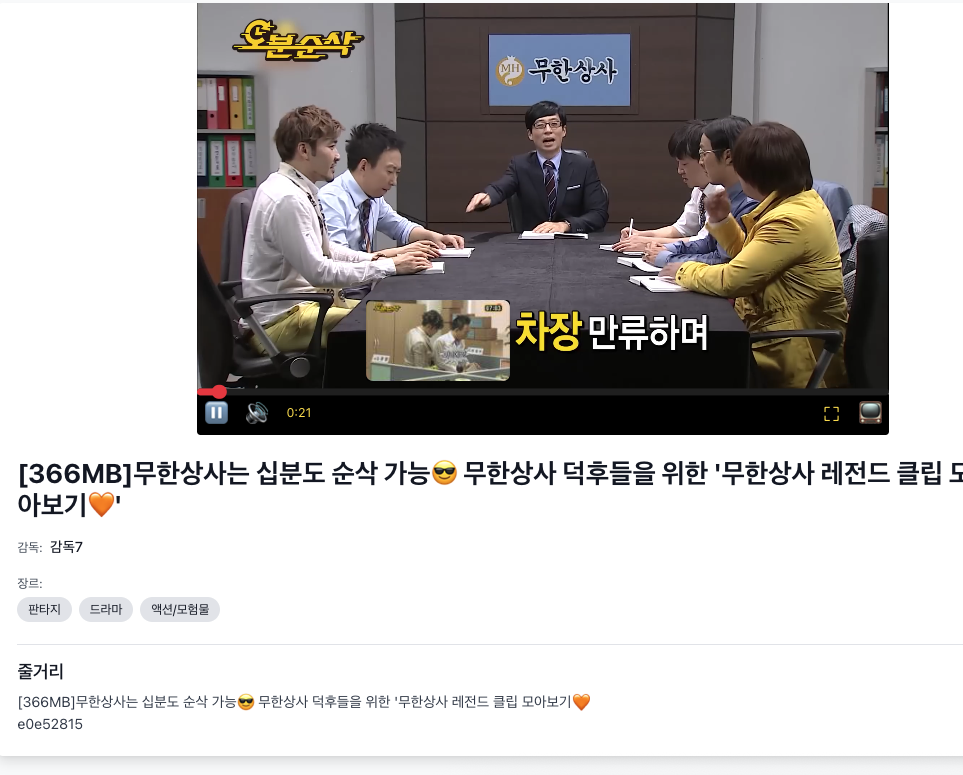 오분순삭
MH 무한상사
차장 만류하며
0:21
[366MB]무한상사는 십분도 순삭 가능😎 무한상사 덕후들을 위한 '무한상사 레전드 클립 모
아보기🧡'
감독: 감독7
장르:
판타지 드라마 액션/모험물
줄거리
[366MB]무한상사는 십분도 순삭 가능😎 무한상사 덕후들을 위한 '무한상사 레전드 클립 모아보기🧡
e0e52815